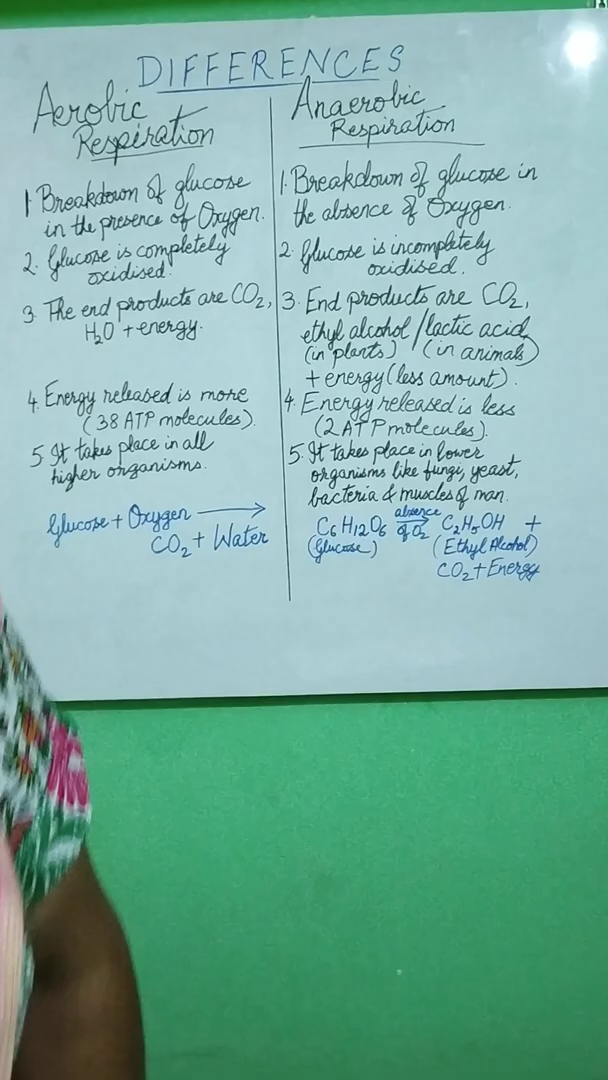 DIFFERENCES
Aerobic
Respiration
1. Breakdown of glucose
in the presence of Oxygen.
2. Glucose is completely
oxidised.
3. The end products are CO₂,
H₂O + energy.
4. Energy released is more
(38 ATP molecules).
5. It takes place in all
higher organisms.
Glucose + Oxygen →
CO₂ + Water
Anaerobic
Respiration
1. Breakdown of glucose in
the absence of Oxygen.
2. Glucose is incompletely
oxidised.
3. End products are CO₂,
ethyl alcohol / lactic acid
(in plants) (in animals)
+ energy (less amount).
4. Energy released is less
(2 ATP molecules).
5. It takes place in lower
organisms like fungi, yeast,
bacteria & muscles of man.
absence
C₆H₁₂O₆ → C₂H₅OH +
of O₂
(Glucose) (Ethyl Alcohol)
CO₂ + Energy